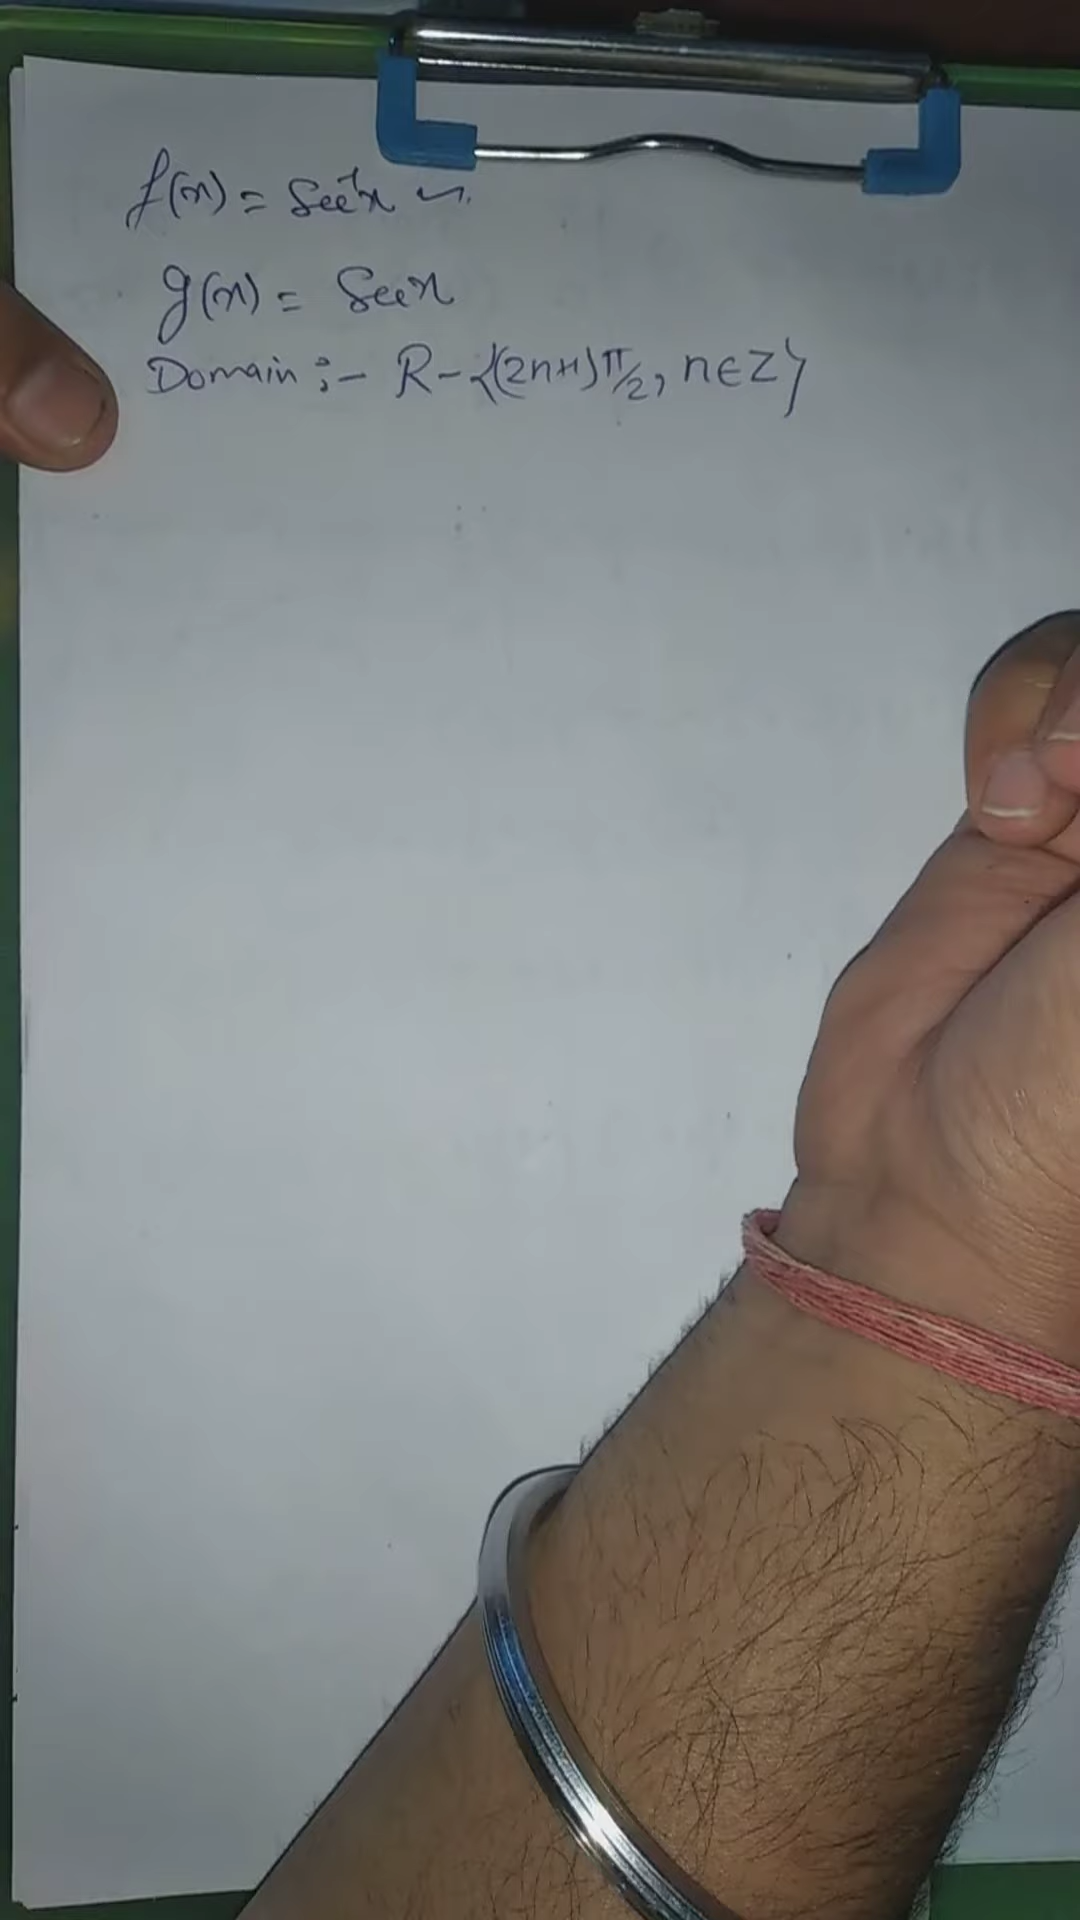 f(x) = Sec⁻¹x
g(x) = Secx
Domain :- R-{(2n+1)π/2, n∈Z}